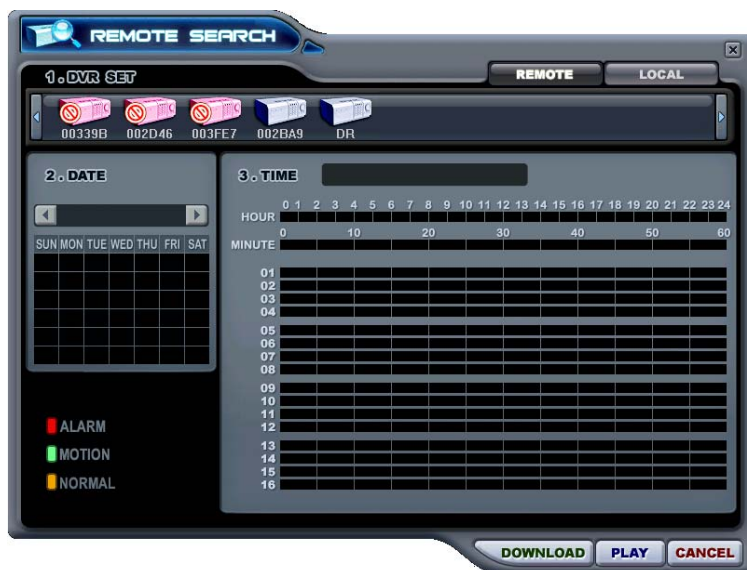 REMOTE SEARCH
1.DVR SET
REMOTE LOCAL
00339B 002D46 003FE7 002BA9 DR
2.DATE
SUN MON TUE WED THU FRI SAT
ALARM
MOTION
NORMAL
3.TIME
0 1 2 3 4 5 6 7 8 9 10 11 12 13 14 15 16 17 18 19 20 21 22 23 24
HOUR
0 10 20 30 40 50 60
MINUTE
01
02
03
04
05
06
07
08
09
10
11
12
13
14
15
16
DOWNLOAD PLAY CANCEL